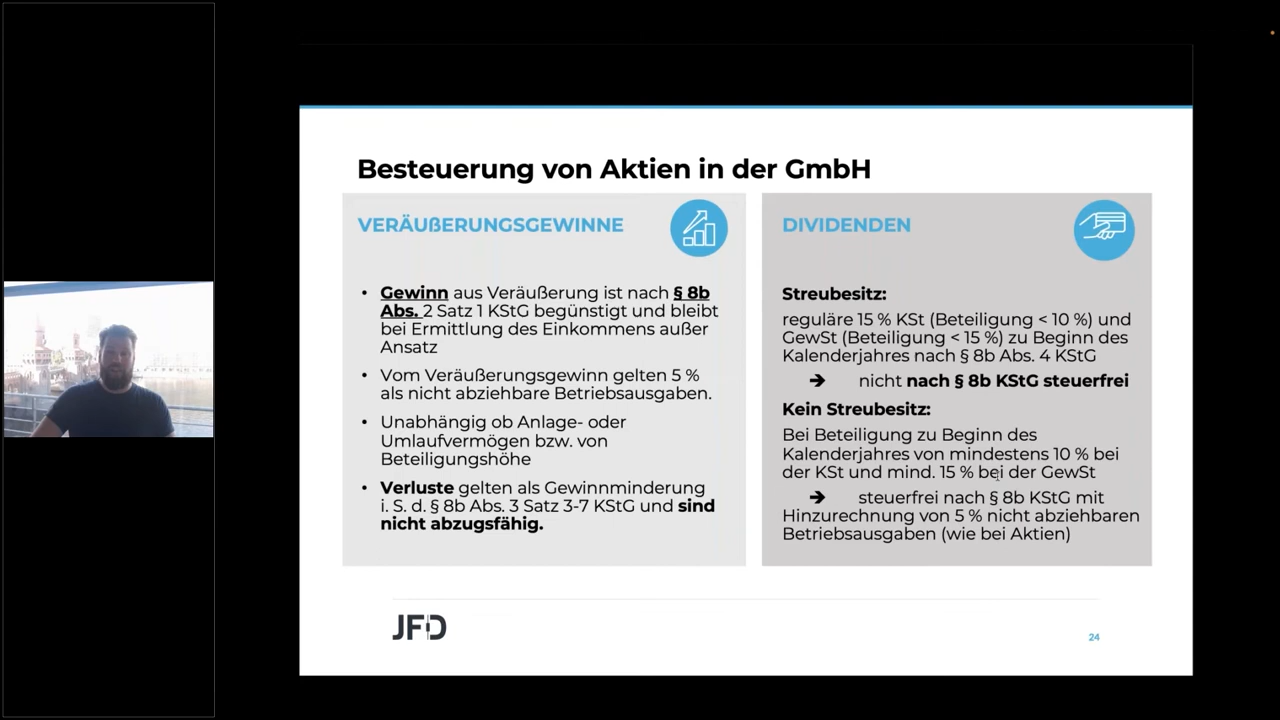 Besteuerung von Aktien in der GmbH
VERÄUßERUNGSGEWINNE
Gewinn aus Veräußerung ist nach § 8b
Abs. 2 Satz 1 KStG begünstigt und bleibt
bei Ermittlung des Einkommens außer
Ansatz
Vom Veräußerungsgewinn gelten 5 %
als nicht abziehbare Betriebsausgaben.
Unabhängig ob Anlage- oder
Umlaufvermögen bzw. von
Beteiligungshöhe
Verluste gelten als Gewinnminderung
i. S. d. § 8b Abs. 3 Satz 3-7 KStG und sind
nicht abzugsfähig.
DIVIDENDEN
Streubesitz:
reguläre 15 % KSt (Beteiligung < 10 %) und
GewSt (Beteiligung < 15 %) zu Beginn des
Kalenderjahres nach § 8b Abs. 4 KStG
➔ nicht nach § 8b KStG steuerfrei
Kein Streubesitz:
Bei Beteiligung zu Beginn des
Kalenderjahres von mindestens 10 % bei
der KSt und mind. 15 % bei der GewSt
➔ steuerfrei nach § 8b KStG mit
Hinzurechnung von 5 % nicht abziehbaren
Betriebsausgaben (wie bei Aktien)
JFD
24